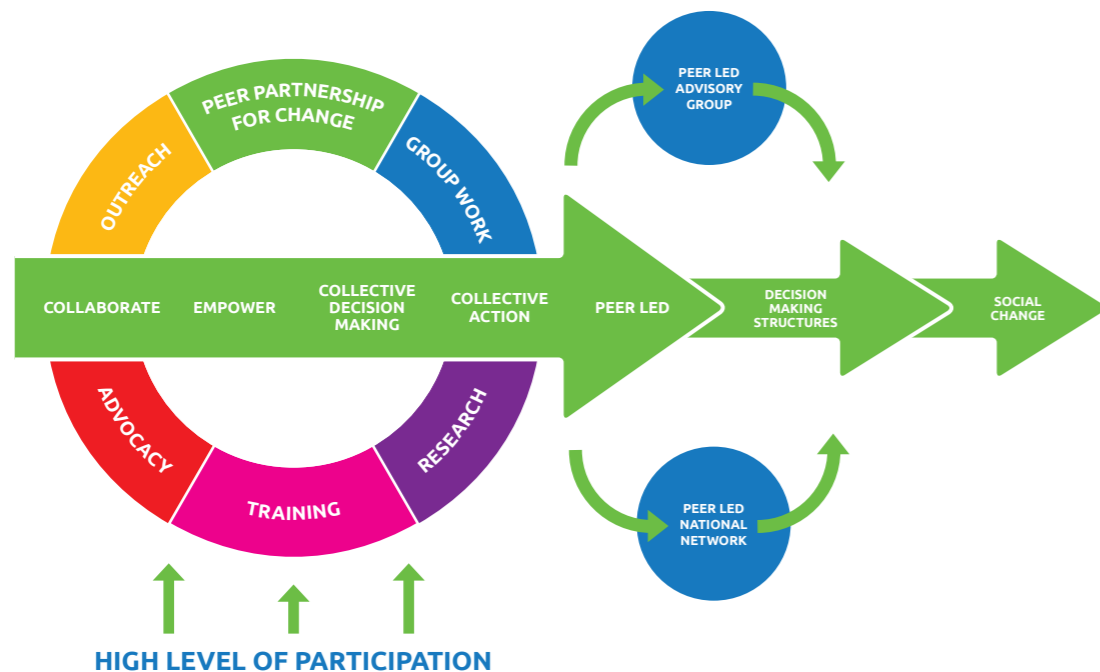 PEER PARTNERSHIP
FOR CHANGE
OUTREACH
GROUP WORK
COLLABORATE
EMPOWER
COLLECTIVE
DECISION
MAKING
COLLECTIVE
ACTION
PEER LED
PEER LED
ADVISORY
GROUP
DECISION
MAKING
STRUCTURES
SOCIAL
CHANGE
ADVOCACY
TRAINING
RESEARCH
PEER LED
NATIONAL
NETWORK
HIGH LEVEL OF PARTICIPATION